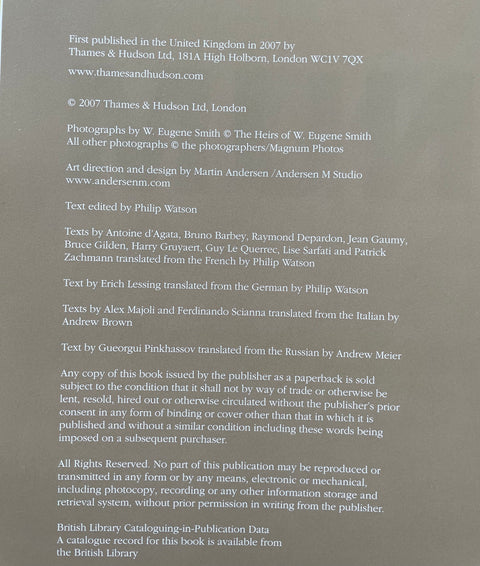 First published in the United Kingdom in 2007 by
Thames & Hudson Ltd, 181A High Holborn, London WC1V 7QX
www.thamesandhudson.com
© 2007 Thames & Hudson Ltd, London
Photographs by W. Eugene Smith © The Heirs of W. Eugene Smith
All other photographs © the photographers/Magnum Photos
Art direction and design by Martin Andersen /Andersen M Studio
www.andersenm.com
Text edited by Philip Watson
Texts by Antoine d'Agata, Bruno Barbey, Raymond Depardon, Jean Gaumy,
Bruce Gilden, Harry Gruyaert, Guy Le Querrec, Lise Sarfati and Patrick
Zachmann translated from the French by Philip Watson
Text by Erich Lessing translated from the German by Philip Watson
Texts by Alex Majoli and Ferdinando Scianna translated from the Italian by
Andrew Brown
Text by Gueorgui Pinkhassov translated from the Russian by Andrew Meier
Any copy of this book issued by the publisher as a paperback is sold
subject to the condition that it shall not by way of trade or otherwise be
lent, resold, hired out or otherwise circulated without the publisher's prior
consent in any form of binding or cover other than that in which it is
published and without a similar condition including these words being
imposed on a subsequent purchaser.
All Rights Reserved. No part of this publication may be reproduced or
transmitted in any form or by any means, electronic or mechanical,
including photocopy, recording or any other information storage and
retrieval system, without prior permission in writing from the publisher.
British Library Cataloguing-in-Publication Data
A catalogue record for this book is available from
the British Library